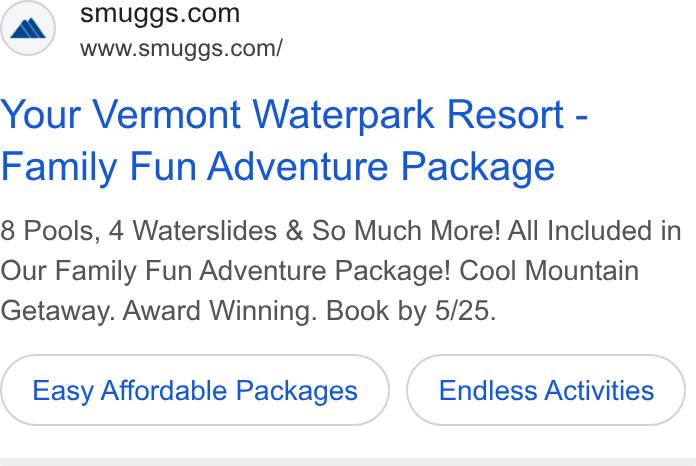 smuggs.com
www.smuggs.com/
Your Vermont Waterpark Resort -
Family Fun Adventure Package
8 Pools, 4 Waterslides & So Much More! All Included in
Our Family Fun Adventure Package! Cool Mountain
Getaway. Award Winning. Book by 5/25.
Easy Affordable Packages
Endless Activities